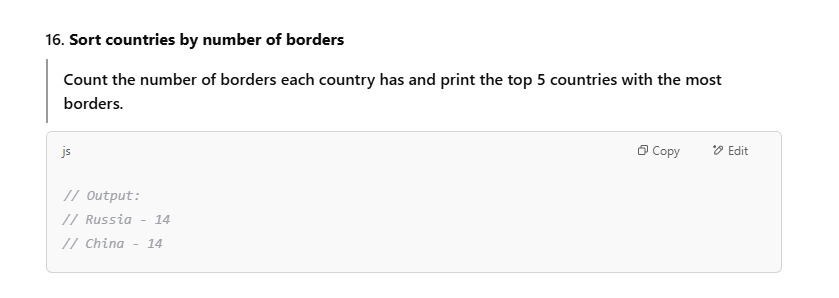 16. Sort countries by number of borders
Count the number of borders each country has and print the top 5 countries with the most
borders.
js
Copy
Edit
// Output:
// Russia - 14
// China - 14